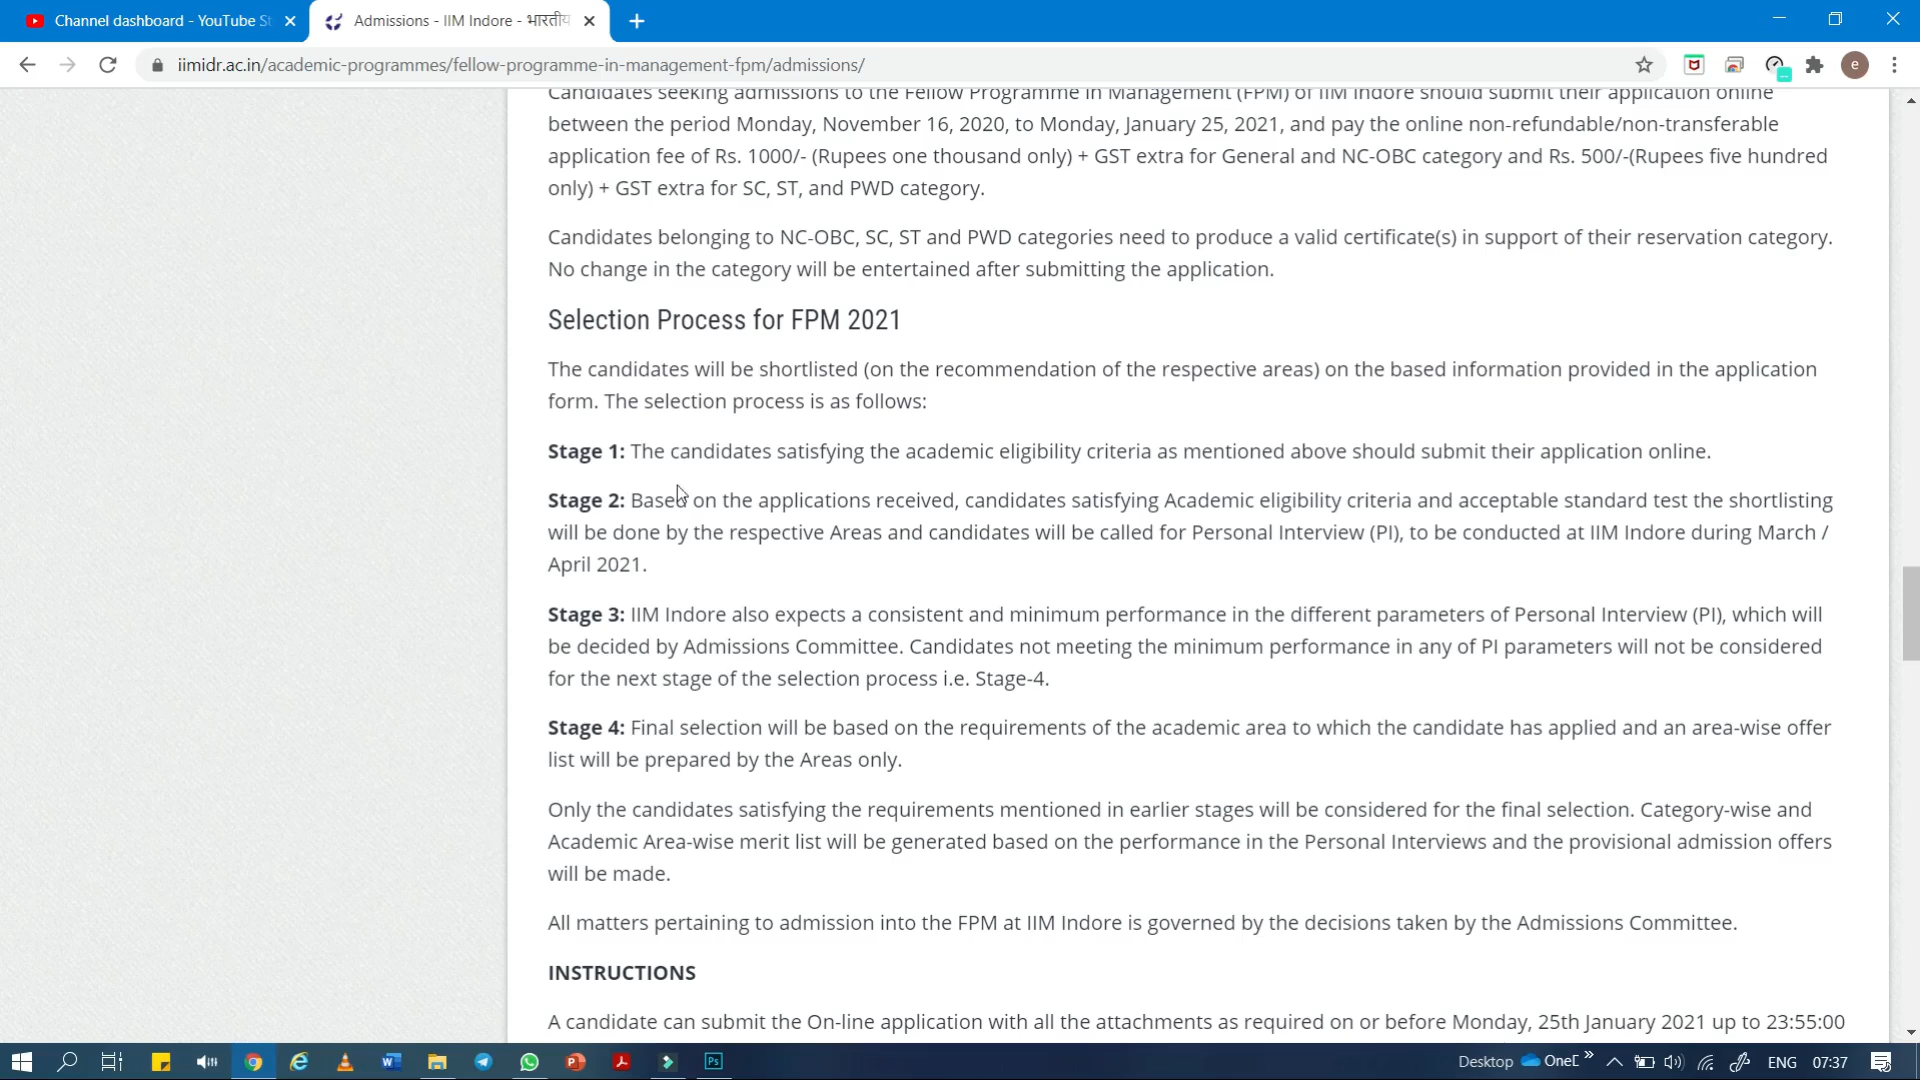 Channel dashboard - YouTube St
Admissions - IIM Indore - भारतीय
iimidr.ac.in/academic-programmes/fellow-programme-in-management-fpm/admissions/
e
Candidates seeking admissions to the Fellow Programme in Management (FPM) of IIM Indore should submit their application online
between the period Monday, November 16, 2020, to Monday, January 25, 2021, and pay the online non-refundable/non-transferable
application fee of Rs. 1000/- (Rupees one thousand only) + GST extra for General and NC-OBC category and Rs. 500/-(Rupees five hundred
only) + GST extra for SC, ST, and PWD category.
Candidates belonging to NC-OBC, SC, ST and PWD categories need to produce a valid certificate(s) in support of their reservation category.
No change in the category will be entertained after submitting the application.
Selection Process for FPM 2021
The candidates will be shortlisted (on the recommendation of the respective areas) on the based information provided in the application
form. The selection process is as follows:
Stage 1: The candidates satisfying the academic eligibility criteria as mentioned above should submit their application online.
Stage 2: Based on the applications received, candidates satisfying Academic eligibility criteria and acceptable standard test the shortlisting
will be done by the respective Areas and candidates will be called for Personal Interview (PI), to be conducted at IIM Indore during March /
April 2021.
Stage 3: IIM Indore also expects a consistent and minimum performance in the different parameters of Personal Interview (PI), which will
be decided by Admissions Committee. Candidates not meeting the minimum performance in any of PI parameters will not be considered
for the next stage of the selection process i.e. Stage-4.
Stage 4: Final selection will be based on the requirements of the academic area to which the candidate has applied and an area-wise offer
list will be prepared by the Areas only.
Only the candidates satisfying the requirements mentioned in earlier stages will be considered for the final selection. Category-wise and
Academic Area-wise merit list will be generated based on the performance in the Personal Interviews and the provisional admission offers
will be made.
All matters pertaining to admission into the FPM at IIM Indore is governed by the decisions taken by the Admissions Committee.
INSTRUCTIONS
A candidate can submit the On-line application with all the attachments as required on or before Monday, 25th January 2021 up to 23:55:00
Desktop OneD ENG 07:37